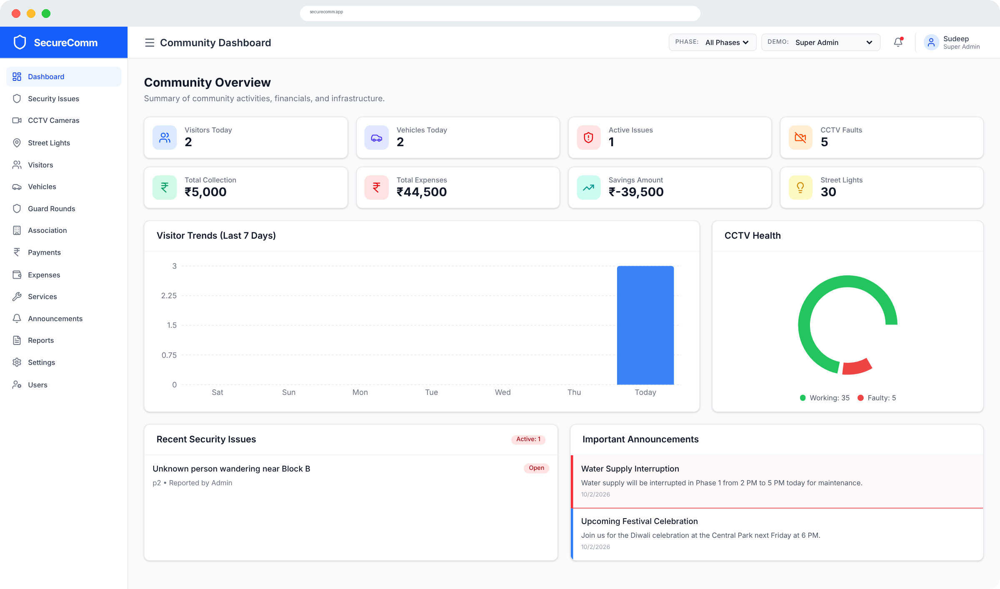 securecomm.app
SecureComm
Community Dashboard
PHASE: All Phases
DEMO: Super Admin
Sudeep
Super Admin
Dashboard
Security Issues
CCTV Cameras
Street Lights
Visitors
Vehicles
Guard Rounds
Association
Payments
Expenses
Services
Announcements
Reports
Settings
Users
Community Overview
Summary of community activities, financials, and infrastructure.
Visitors Today
2
Vehicles Today
2
Active Issues
1
CCTV Faults
5
Total Collection
₹5,000
Total Expenses
₹44,500
Savings Amount
₹-39,500
Street Lights
30
Visitor Trends (Last 7 Days)
3
2.25
1.5
0.75
0
Sat Sun Mon Tue Wed Thu Today
CCTV Health
Working: 35 Faulty: 5
Recent Security Issues
Active: 1
Unknown person wandering near Block B
Open
p2 • Reported by Admin
Important Announcements
Water Supply Interruption
Water supply will be interrupted in Phase 1 from 2 PM to 5 PM today for maintenance.
10/2/2026
Upcoming Festival Celebration
Join us for the Diwali celebration at the Central Park next Friday at 6 PM.
10/2/2026